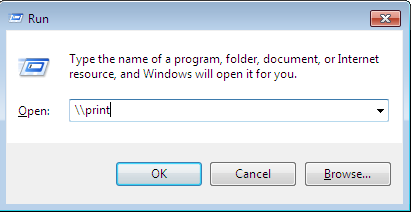 Run
Type the name of a program, folder, document, or Internet
resource, and Windows will open it for you.
Open: \\print
OK Cancel Browse...